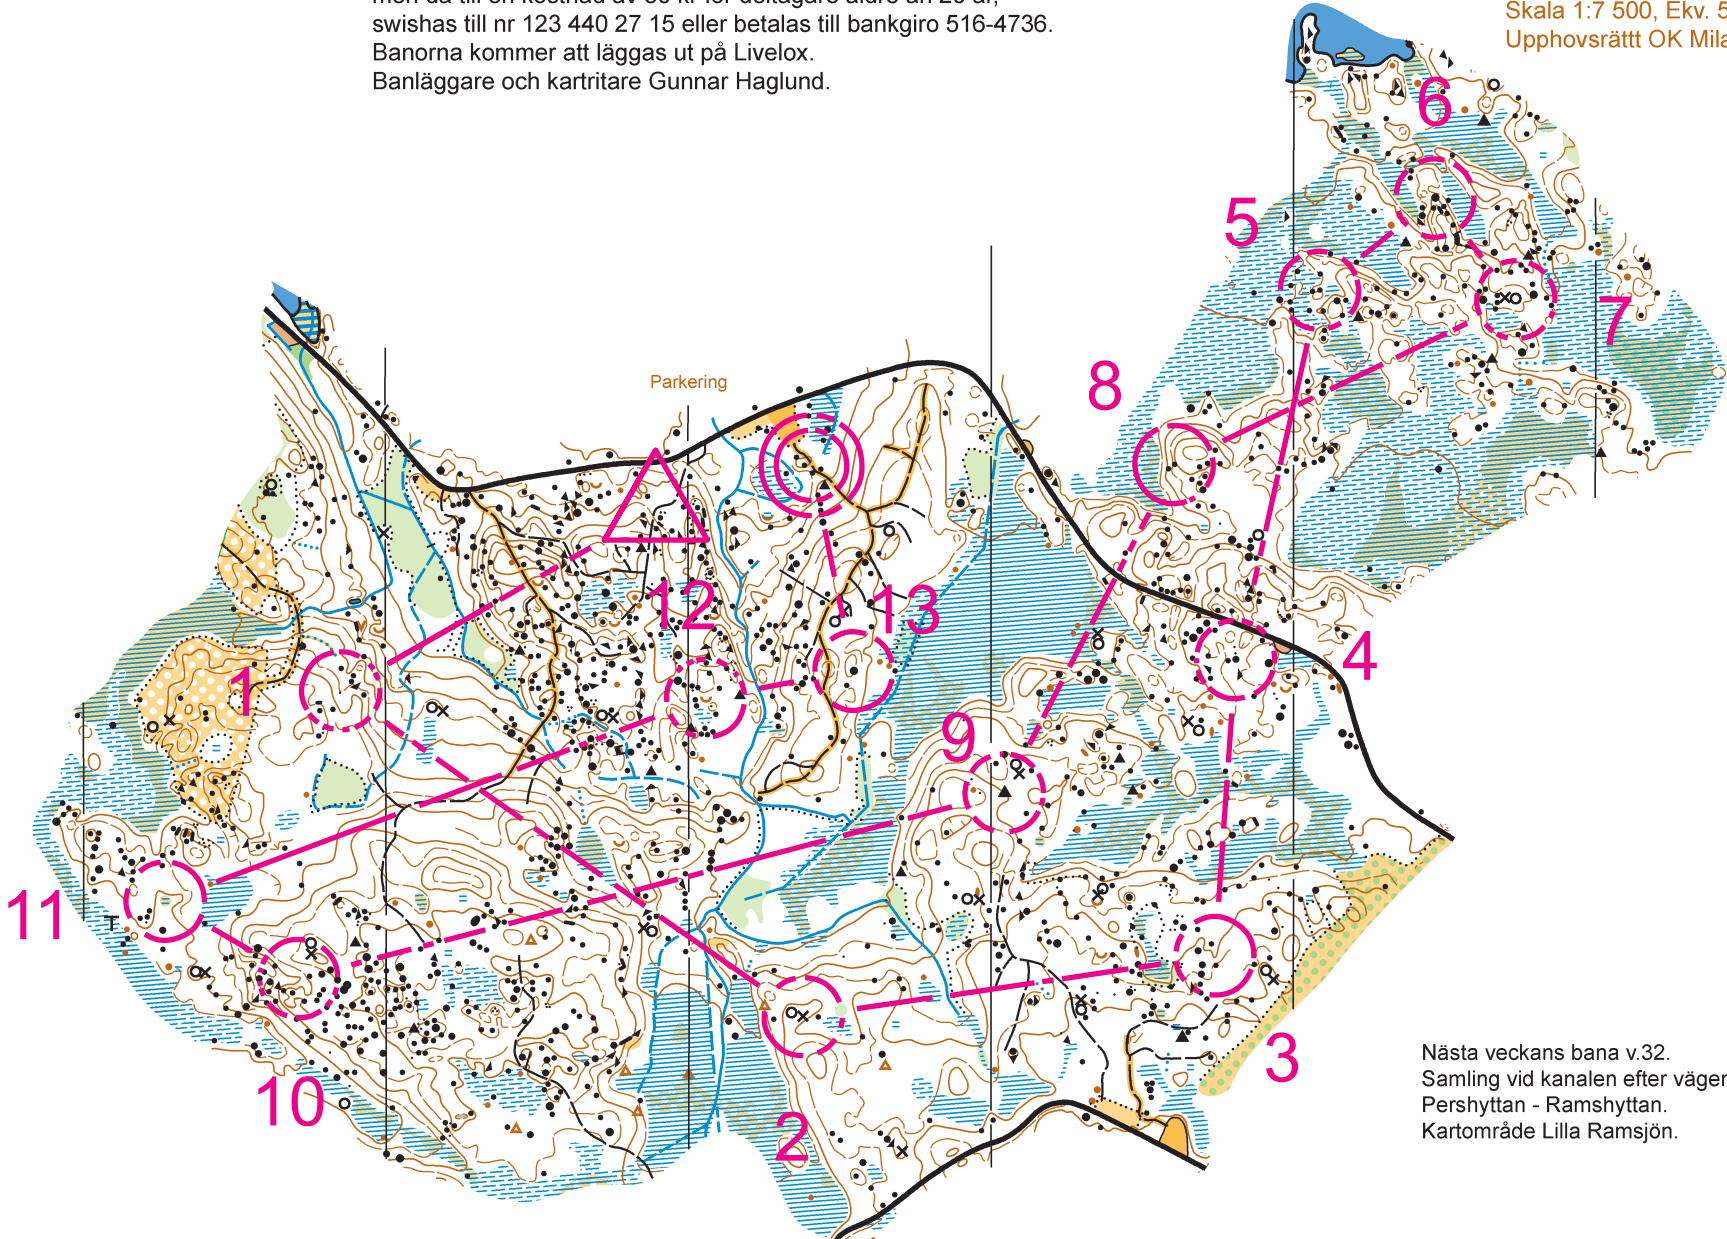 swishas till nr 123 440 27 15 eller betalas till bankgiro 516-4736.
Banorna kommer att läggas ut på Livelox.
Banläggare och kartritare Gunnar Haglund.
Skala 1:7 500, Ekv. 5
Upphovsrättt OK Mila
6
5
7
8
Parkering
12
13
4
1
9
11
3
10
2
Nästa veckans bana v.32.
Samling vid kanalen efter vägen
Pershyttan - Ramshyttan.
Kartområde Lilla Ramsjön.